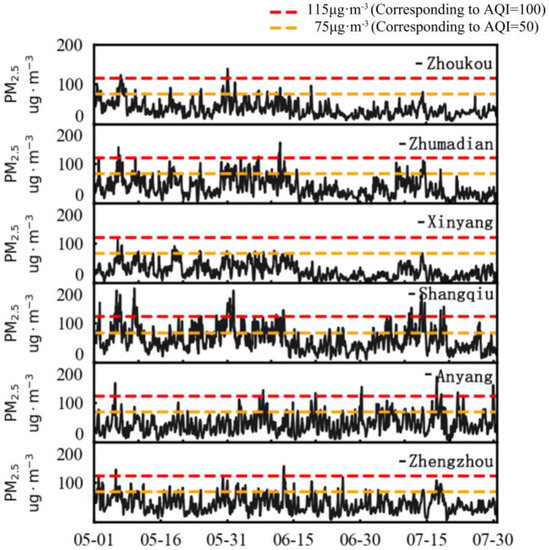 115μg·m-3 (Corresponding to AQI=100)
75μg·m-3 (Corresponding to AQI=50)
200
100
0
PM2.5
ug · m−3
-Zhoukou
200
100
0
PM2.5
ug · m−3
-Zhumadian
200
100
0
PM2.5
ug · m−3
-Xinyang
200
100
0
PM2.5
ug · m−3
-Shangqiu
200
100
0
PM2.5
ug · m−3
-Anyang
200
100
PM2.5
ug · m−3
-Zhengzhou
05-01 05-16 05-31 06-15 06-30 07-15 07-30